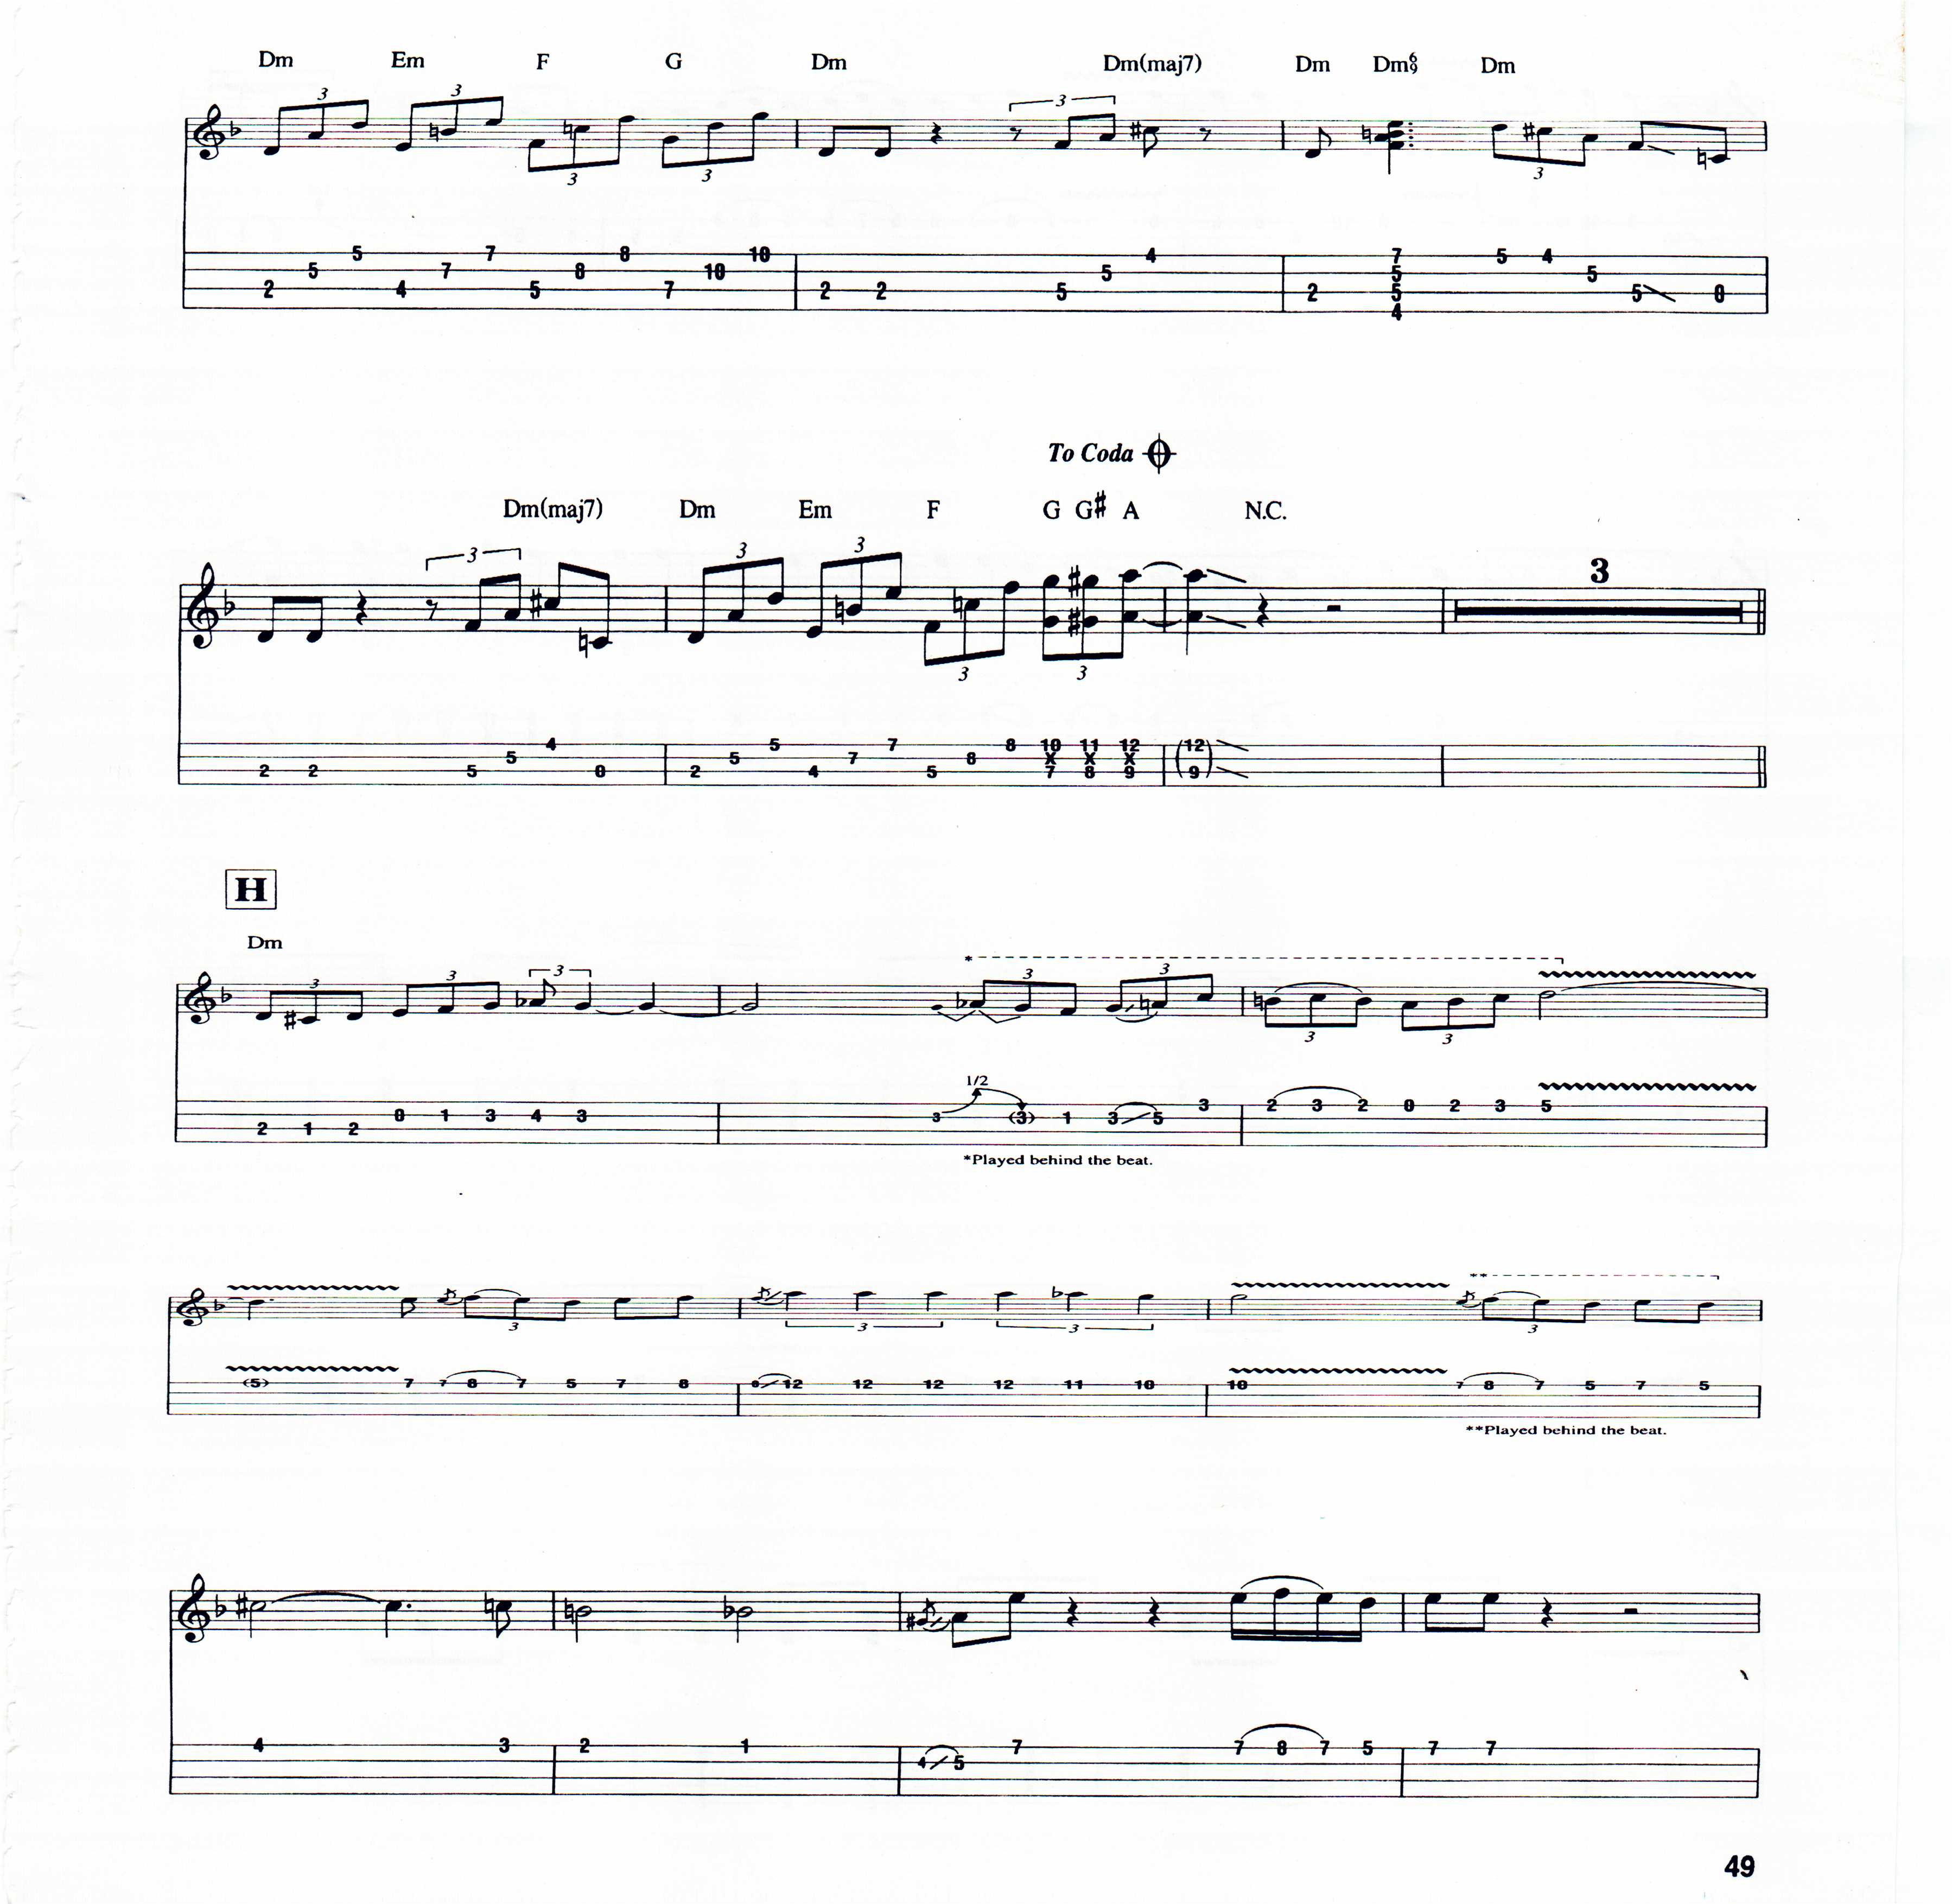 Dm Em F G Dm Dm(maj7) Dm Dm6/9 Dm
3 3 3
3 3 3
5 7 8 10 4 7 5 4
5 7 8 10 5 5 5
2 4 5 7 2 2 5 2 5 5 0
4
To Coda
Dm(maj7) Dm Em F G G# A N.C.
3 3 3 3
3 3
4 5 7 8 10 11 12 (12)
5 5 7 8 X X X
2 2 5 0 2 4 5 7 8 9 (9)
H
Dm
*
3 3 3 3 3
3 3
1/2
3 2 3 2 0 2 3 5
0 1 3 4 3 3 (3) 1 3 5
2 1 2
*Played behind the beat.
**
3 3 3 3
(5) 7 7 8 7 5 7 8 8 12 12 12 12 11 10 10 7 8 7 5 7 5
**Played behind the beat.
4 3 2 1 7 7 8 7 5 7 7
4 5
49